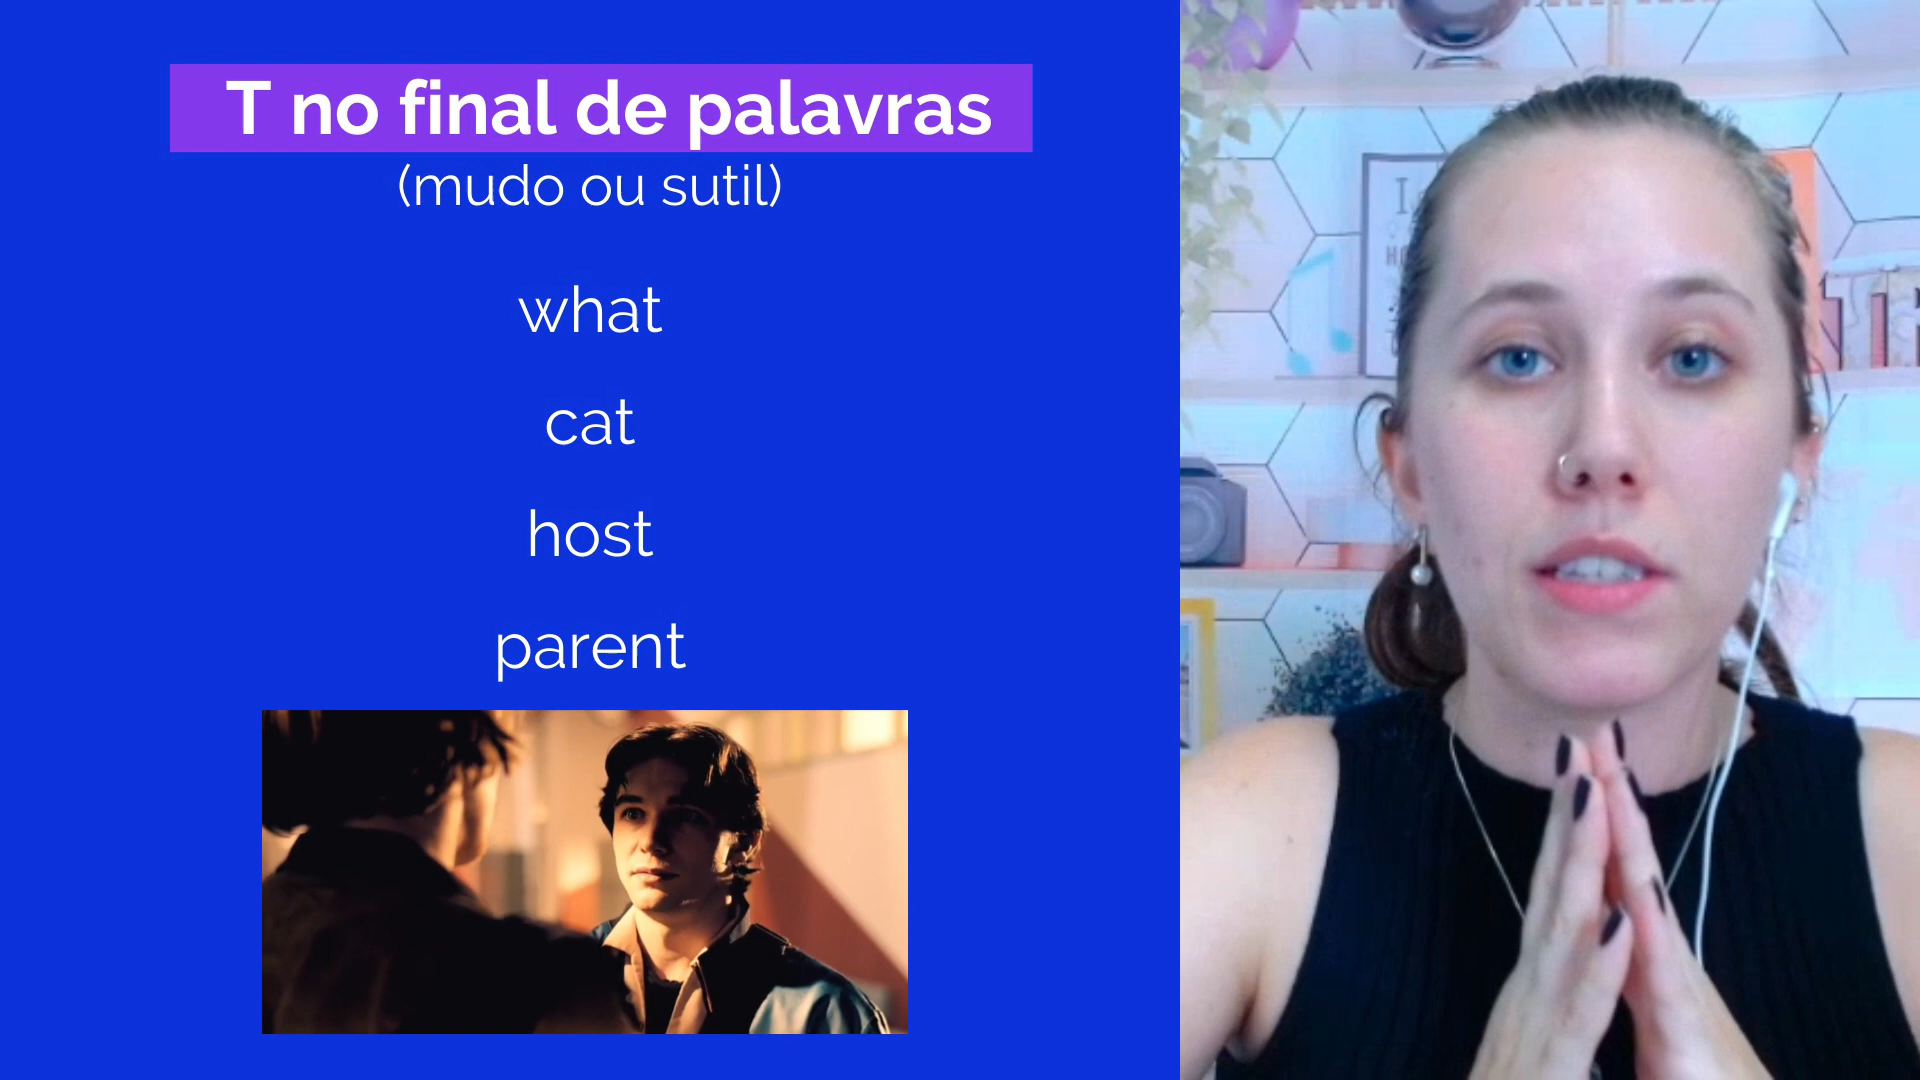 T no final de palavras
(mudo ou sutil)
what
cat
host
parent